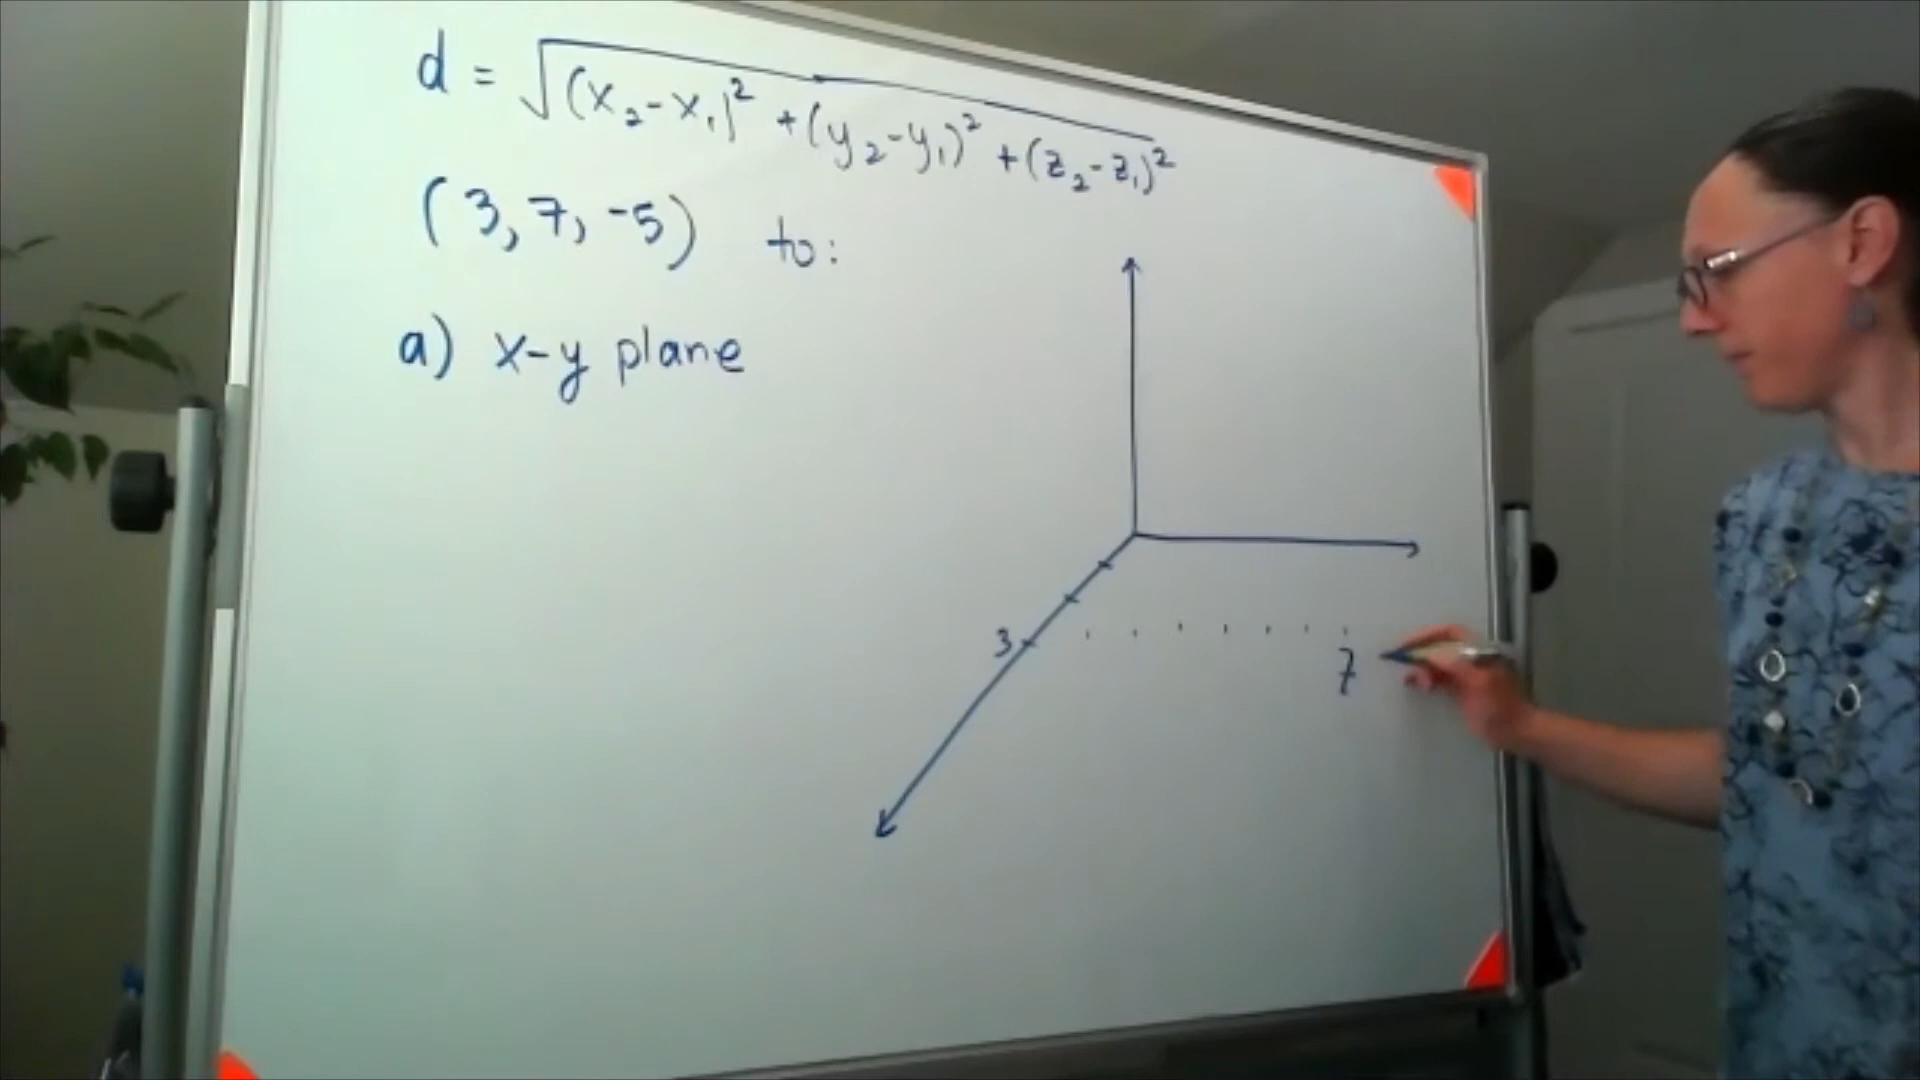 d = √(x₂-x₁)² + (y₂-y₁)² + (z₂-z₁)²
(3, 7, -5) to:
a) x-y plane
3
7